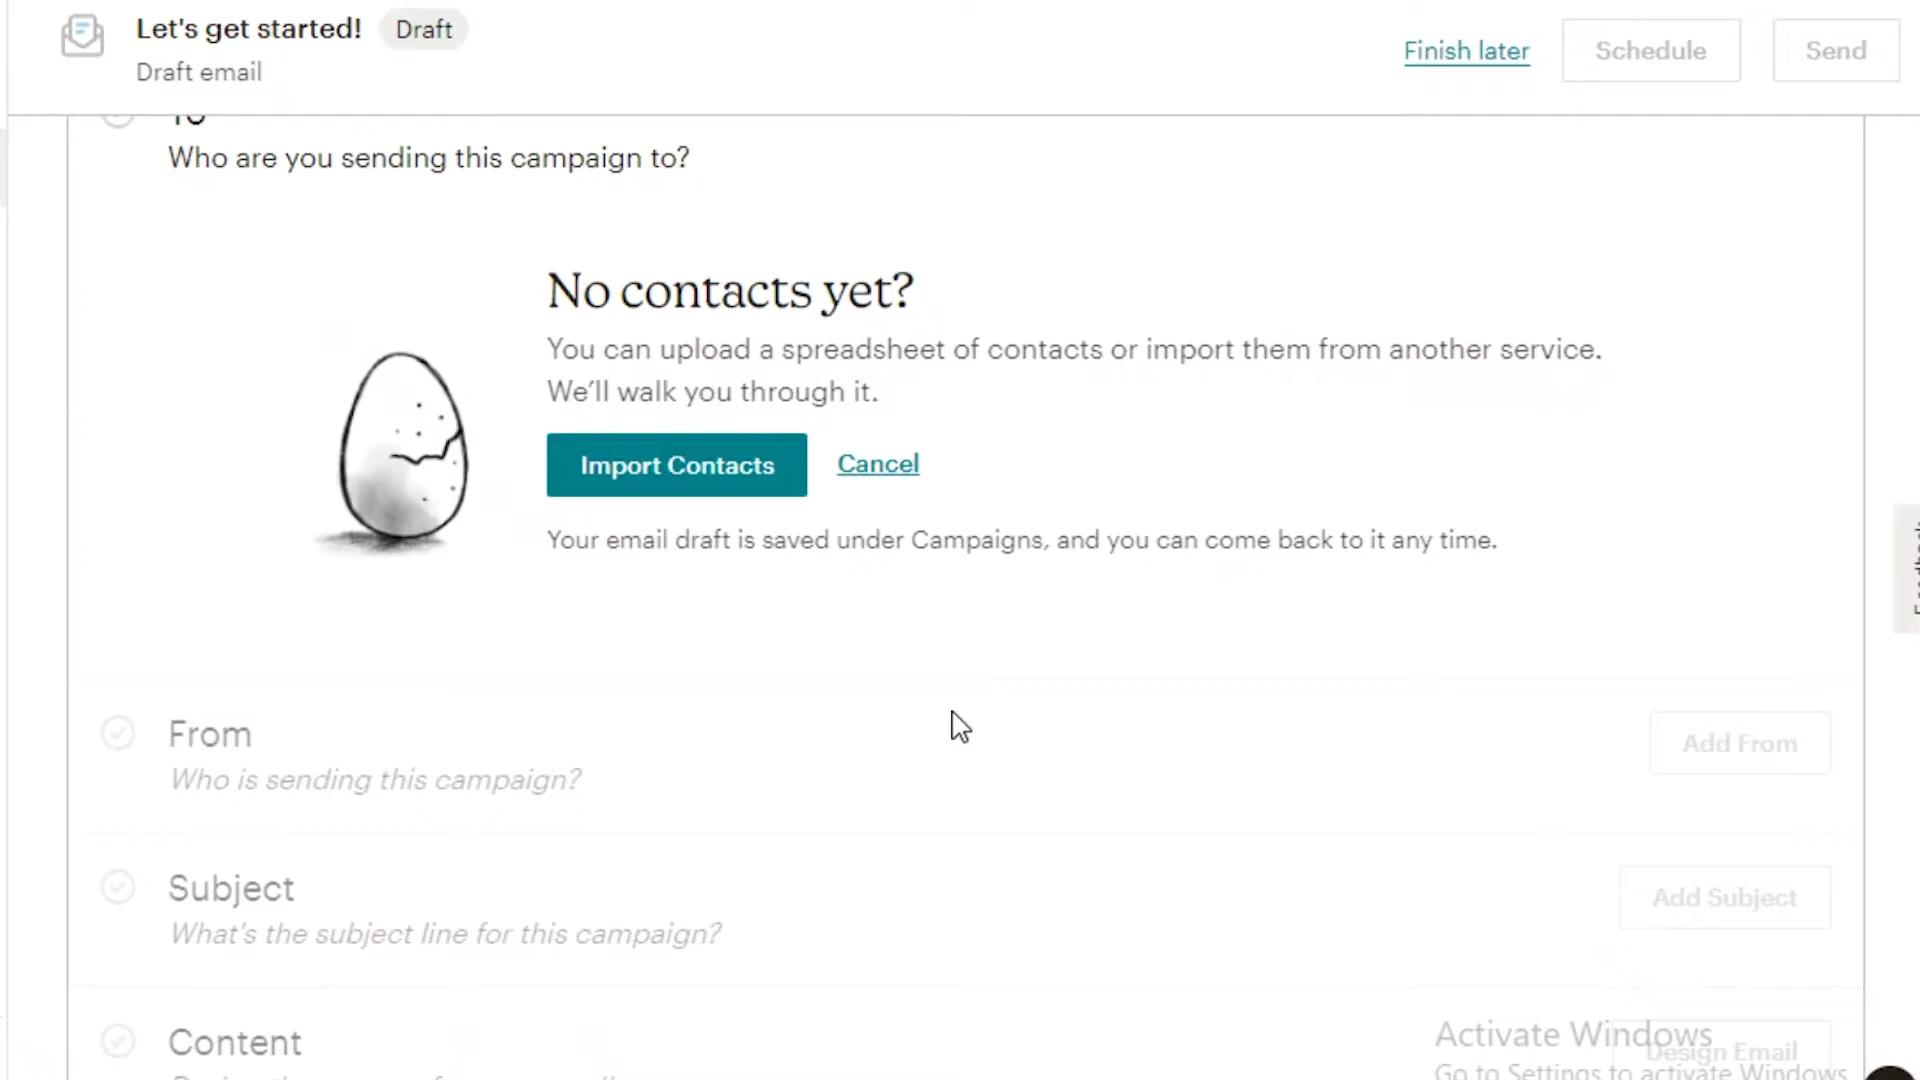 Let's get started! Draft
Draft email
Finish later
Schedule
Send
To
Who are you sending this campaign to?
No contacts yet?
You can upload a spreadsheet of contacts or import them from another service.
We'll walk you through it.
Import Contacts Cancel
Your email draft is saved under Campaigns, and you can come back to it any time.
From
Who is sending this campaign?
Add From
Subject
What's the subject line for this campaign?
Add Subject
Content
Design Email
Activate Windows
Go to Settings to activate Windows